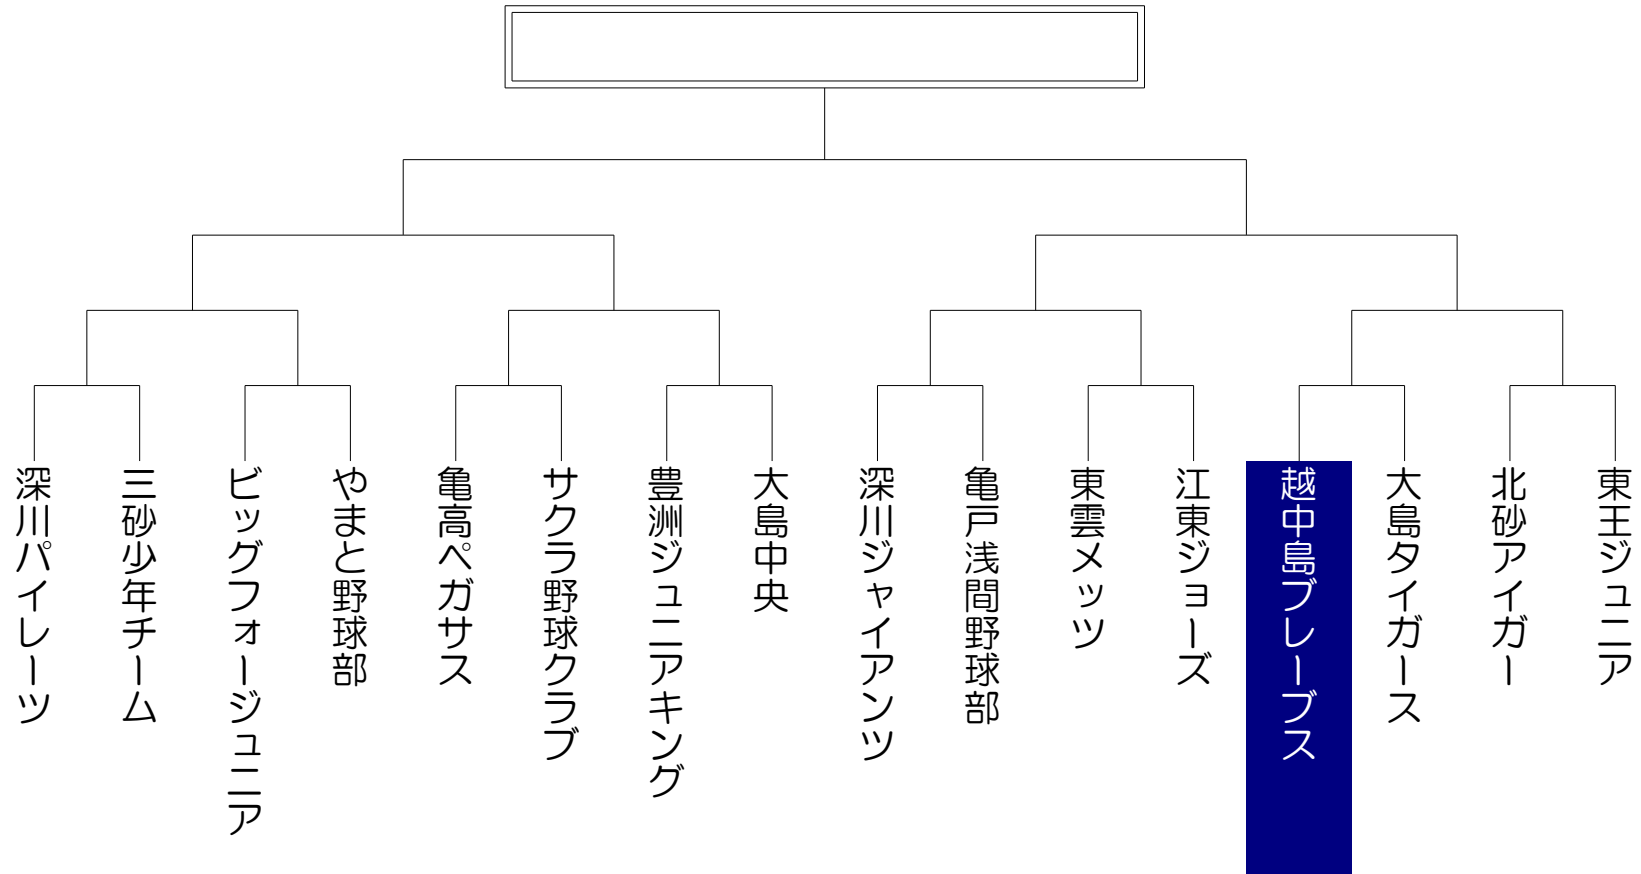 深川パイレーツ
三砂少年チーム
ビッグフォージュニア
やまと野球部
亀高ペガサス
サクラ野球クラブ
豊洲ジュニアキング
大島中央
深川ジャイアンツ
亀戸浅間野球部
東雲メッツ
江東ジョーズ
越中島ブレーブス
大島タイガース
北砂アイガー
東王ジュニア